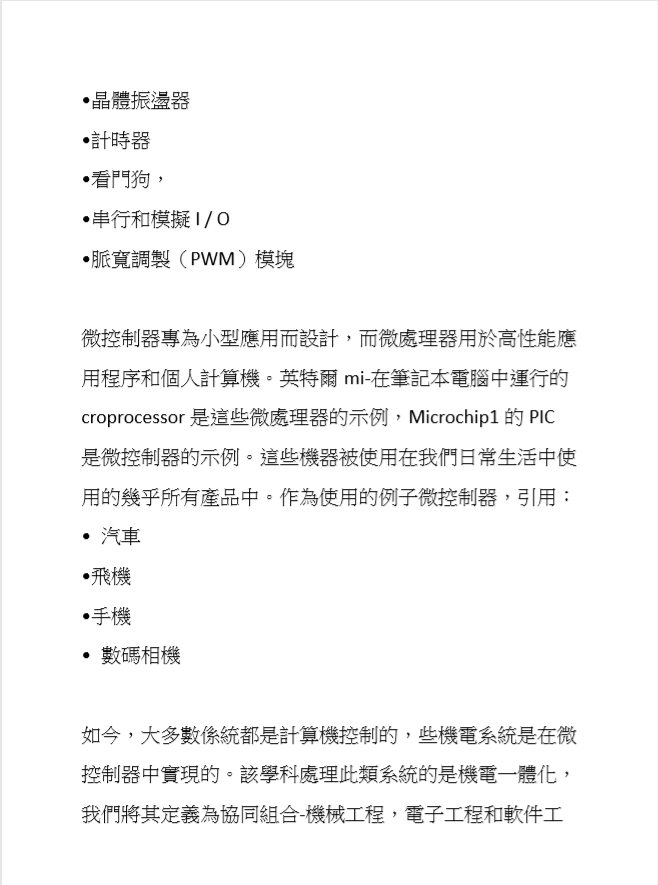 •晶體振盪器
•計時器
•看門狗，
•串行和模擬 I / O
•脈寬調製（PWM）模塊
微控制器專為小型應用而設計，而微處理器用於高性能應
用程序和個人計算機。英特爾 mi-在筆記本電腦中運行的
croprocessor 是這些微處理器的示例，Microchip1 的 PIC
是微控制器的示例。這些機器被使用在我們日常生活中使
用的幾乎所有產品中。作為使用的例子微控制器，引用：
• 汽車
•飛機
•手機
• 數碼相機
如今，大多數係統都是計算機控制的，些機電系統是在微
控制器中實現的。該學科處理此類系統的是機電一體化，
我們將其定義為協同組合-機械工程，電子工程和軟件工